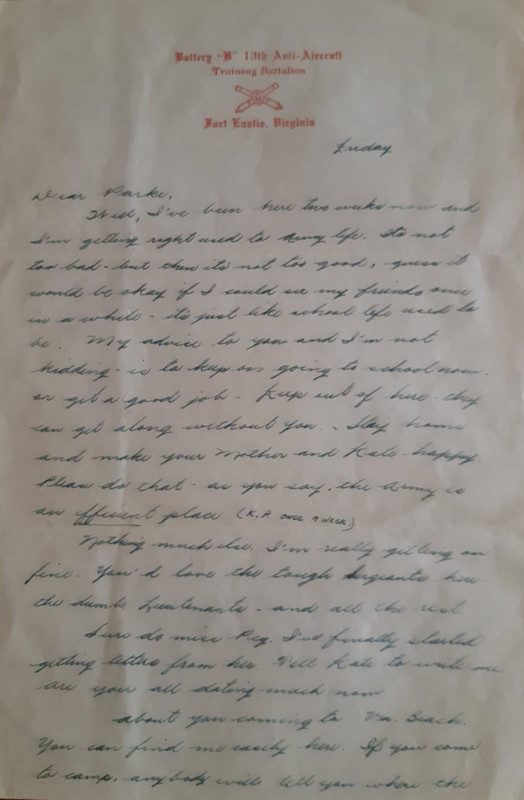 Battery "B" 13th Anti-Aircraft
Training Battalion
Fort Eustis, Virginia
Friday
Dear Parke,
Well, I've been here two weeks now and
I'm getting right used to Army life. Its not
too bad - but then its not too good, guess it
would be okay if I could see my friends once
in a while - its just like school life used to
be. My advice to you and I'm not
kidding - is to keep on going to school now -
or get a good job - Keep out of here - they
can get along without you. Stay home
and make your Mother and Kate happy.
Please do that - as you say, the Army is
an efficient place (K.P. once a week)
Nothing much else. I'm really getting on
fine. You'd love the tough Sergeants here -
the dumb Lieutenants - and all the rest.
Sure do miss Peg. I've finally started
getting letters from her Tell Kate to write me
are you all dating much now
about you coming to Va. Beach.
You can find me easily here. If you come
to camp, anybody will tell you where the